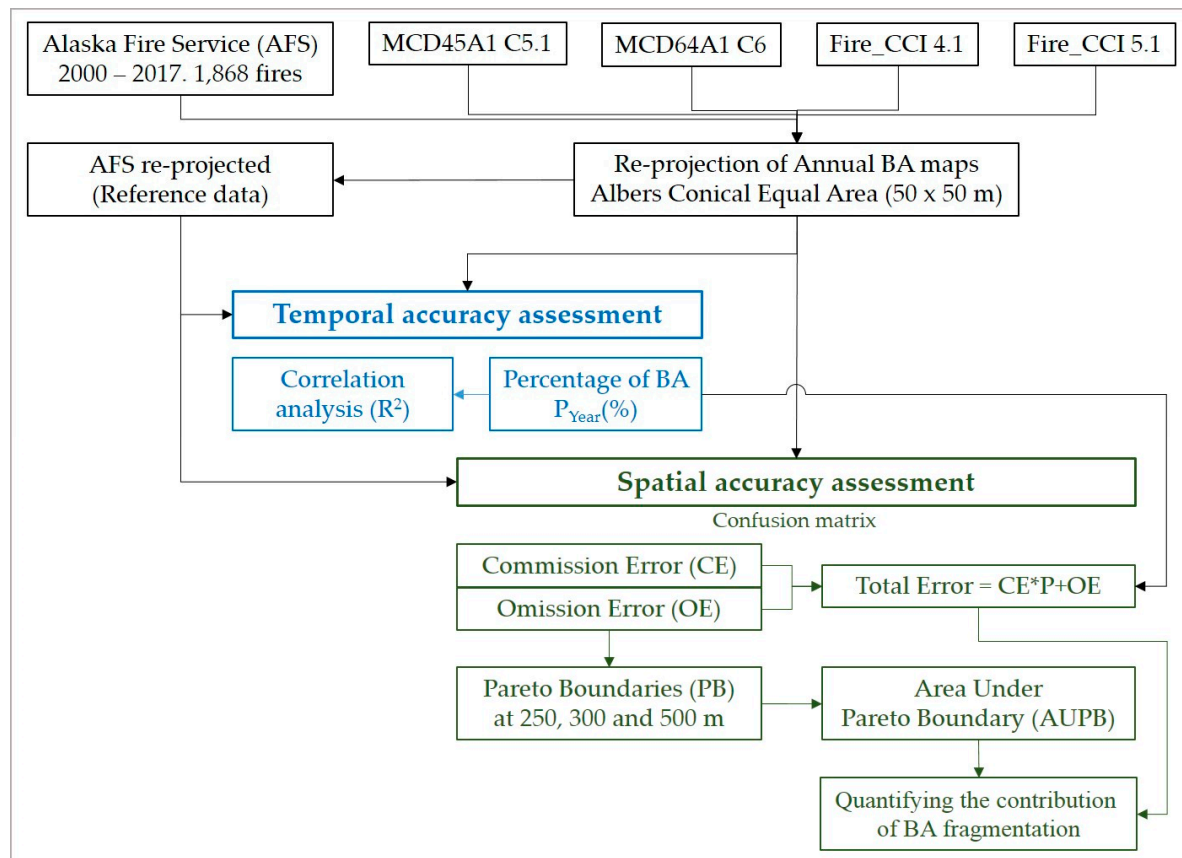 Alaska Fire Service (AFS)
2000 – 2017. 1,868 fires
MCD45A1 C5.1
MCD64A1 C6
Fire_CCI 4.1
Fire_CCI 5.1
AFS re-projected
(Reference data)
Re-projection of Annual BA maps
Albers Conical Equal Area (50 x 50 m)
Temporal accuracy assessment
Correlation
analysis (R²)
Percentage of BA
P_Year(%)
Spatial accuracy assessment
Confusion matrix
Commission Error (CE)
Omission Error (OE)
Total Error = CE*P+OE
Pareto Boundaries (PB)
at 250, 300 and 500 m
Area Under
Pareto Boundary (AUPB)
Quantifying the contribution
of BA fragmentation